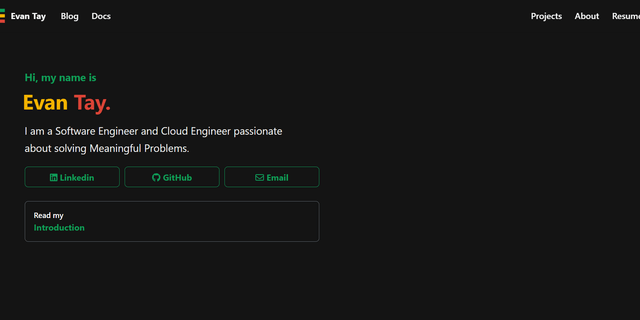 Evan Tay Blog Docs Projects About Resume
Hi, my name is
Evan Tay.
I am a Software Engineer and Cloud Engineer passionate
about solving Meaningful Problems.
Linkedin GitHub Email
Read my
Introduction